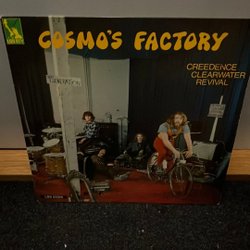 COSMO'S FACTORY
CREEDENCE
CLEARWATER
REVIVAL